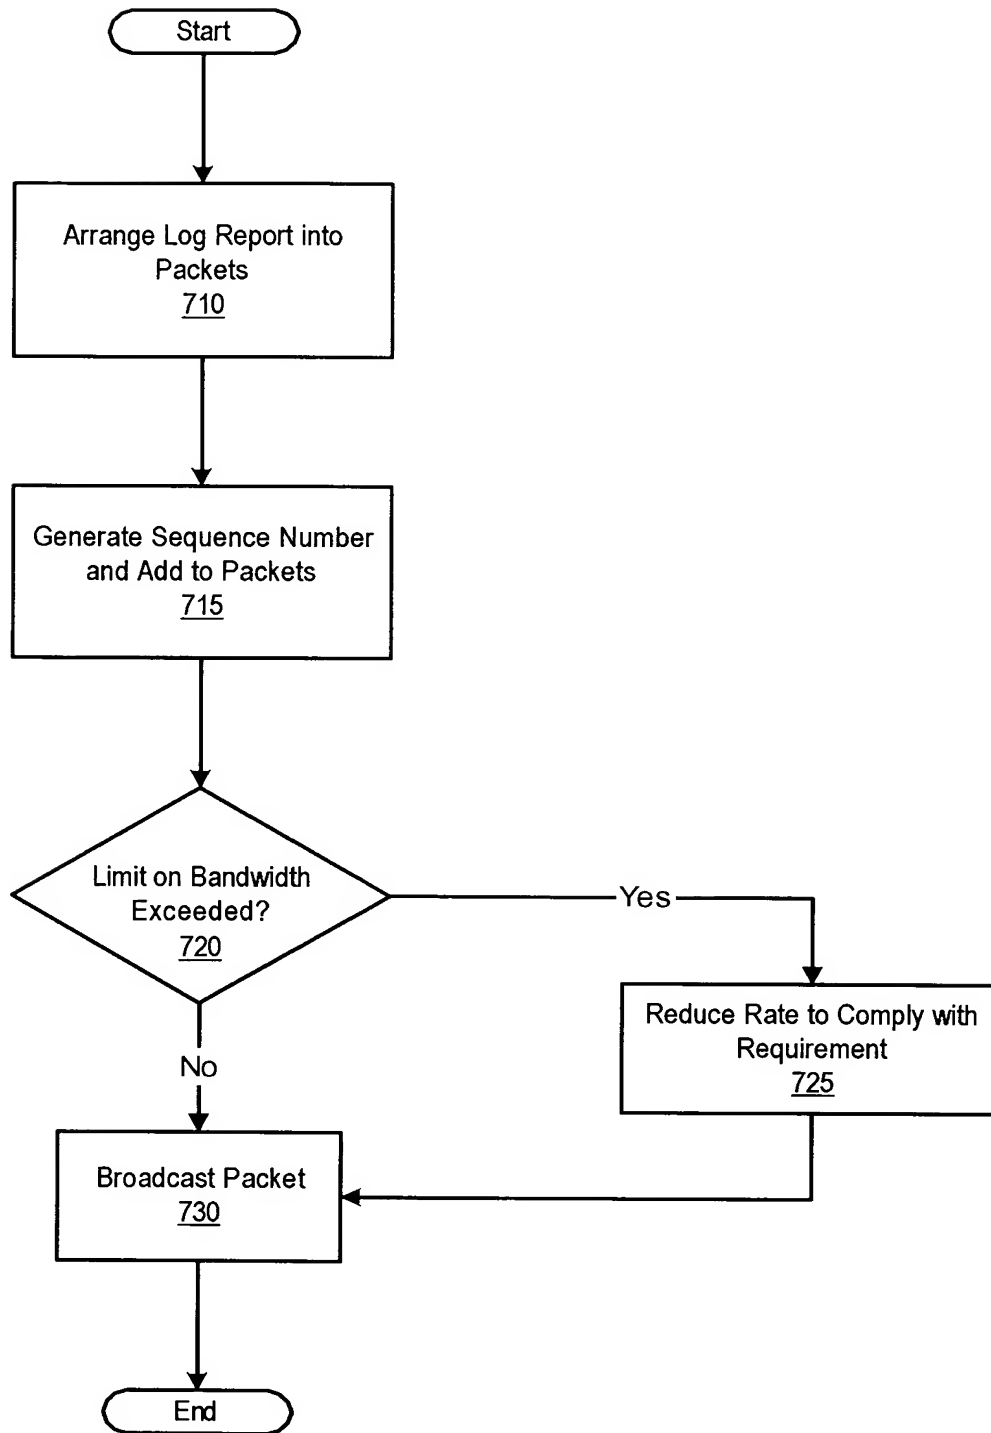 Start
Arrange Log Report into
Packets
710
Generate Sequence Number
and Add to Packets
715
Limit on Bandwidth
Exceeded?
720
Yes
Reduce Rate to Comply with
Requirement
725
No
Broadcast Packet
730
End